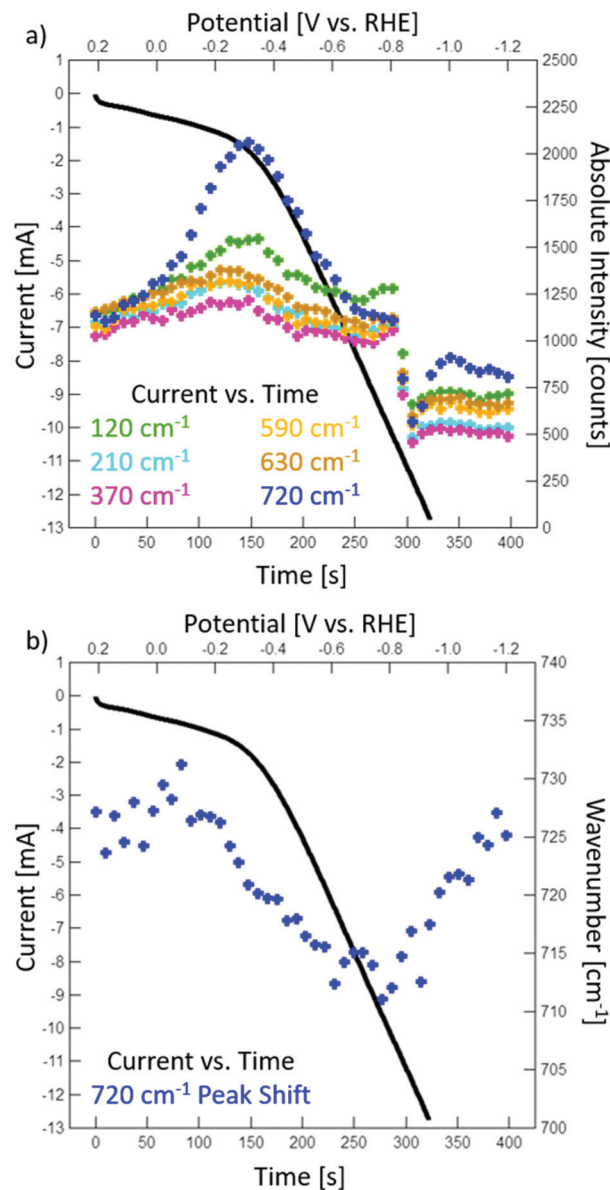 a)
Potential [V vs. RHE]
0.2 0.0 -0.2 -0.4 -0.6 -0.8 -1.0 -1.2
1
0
-1
-2
-3
-4
-5
-6
-7
-8
-9
-10
-11
-12
-13
Current [mA]
2500
2250
2000
1750
1500
1250
1000
750
500
250
0
Absolute Intensity [counts]
Current vs. Time
120 cm⁻¹ 590 cm⁻¹
210 cm⁻¹ 630 cm⁻¹
370 cm⁻¹ 720 cm⁻¹
0 50 100 150 200 250 300 350 400
Time [s]
b)
Potential [V vs. RHE]
0.2 0.0 -0.2 -0.4 -0.6 -0.8 -1.0 -1.2
1
0
-1
-2
-3
-4
-5
-6
-7
-8
-9
-10
-11
-12
-13
Current [mA]
740
735
730
725
720
715
710
705
700
Wavenumber [cm⁻¹]
Current vs. Time
720 cm⁻¹ Peak Shift
0 50 100 150 200 250 300 350 400
Time [s]